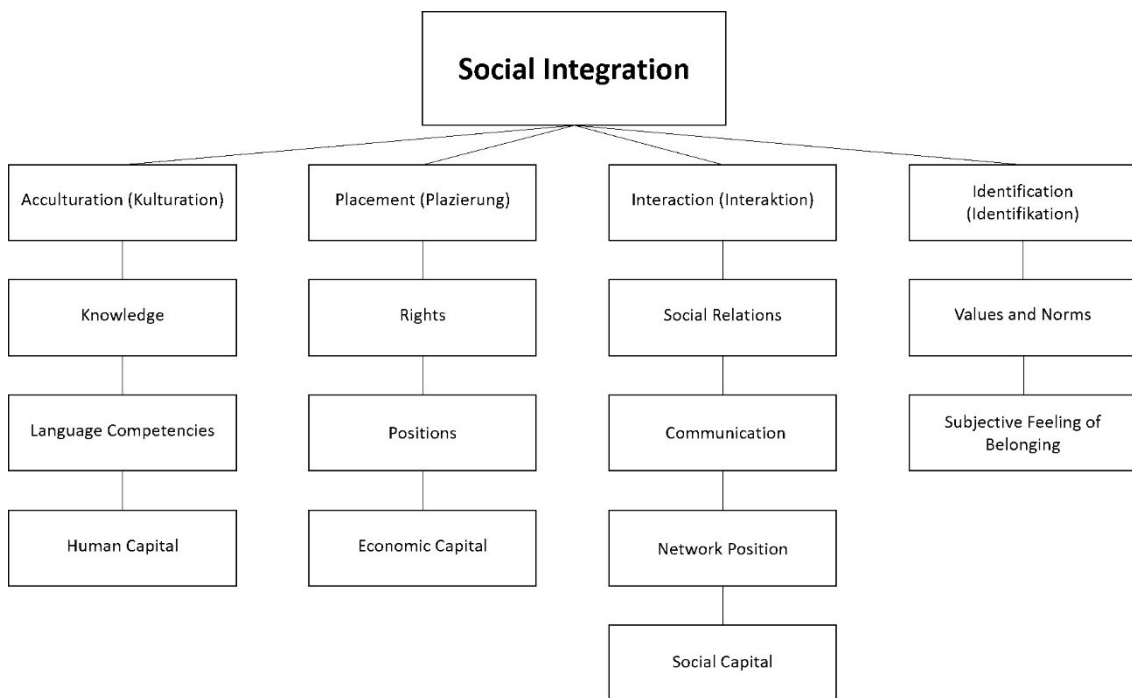 Social Integration
Acculturation (Kulturation)
Placement (Plazierung)
Interaction (Interaktion)
Identification
(Identifikation)
Knowledge
Rights
Social Relations
Values and Norms
Language Competencies
Positions
Communication
Subjective Feeling of
Belonging
Human Capital
Economic Capital
Network Position
Social Capital